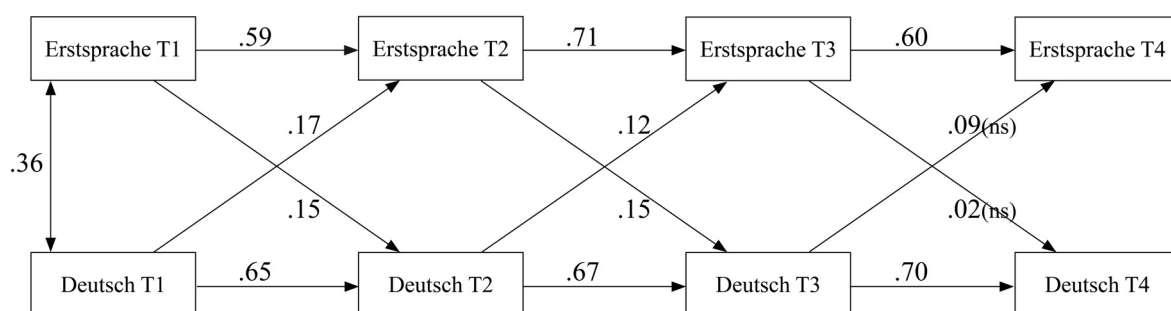 Erstsprache T1
.59
Erstsprache T2
.71
Erstsprache T3
.60
Erstsprache T4
.17
.12
.09(ns)
.36
.15
.15
.02(ns)
Deutsch T1
.65
Deutsch T2
.67
Deutsch T3
.70
Deutsch T4